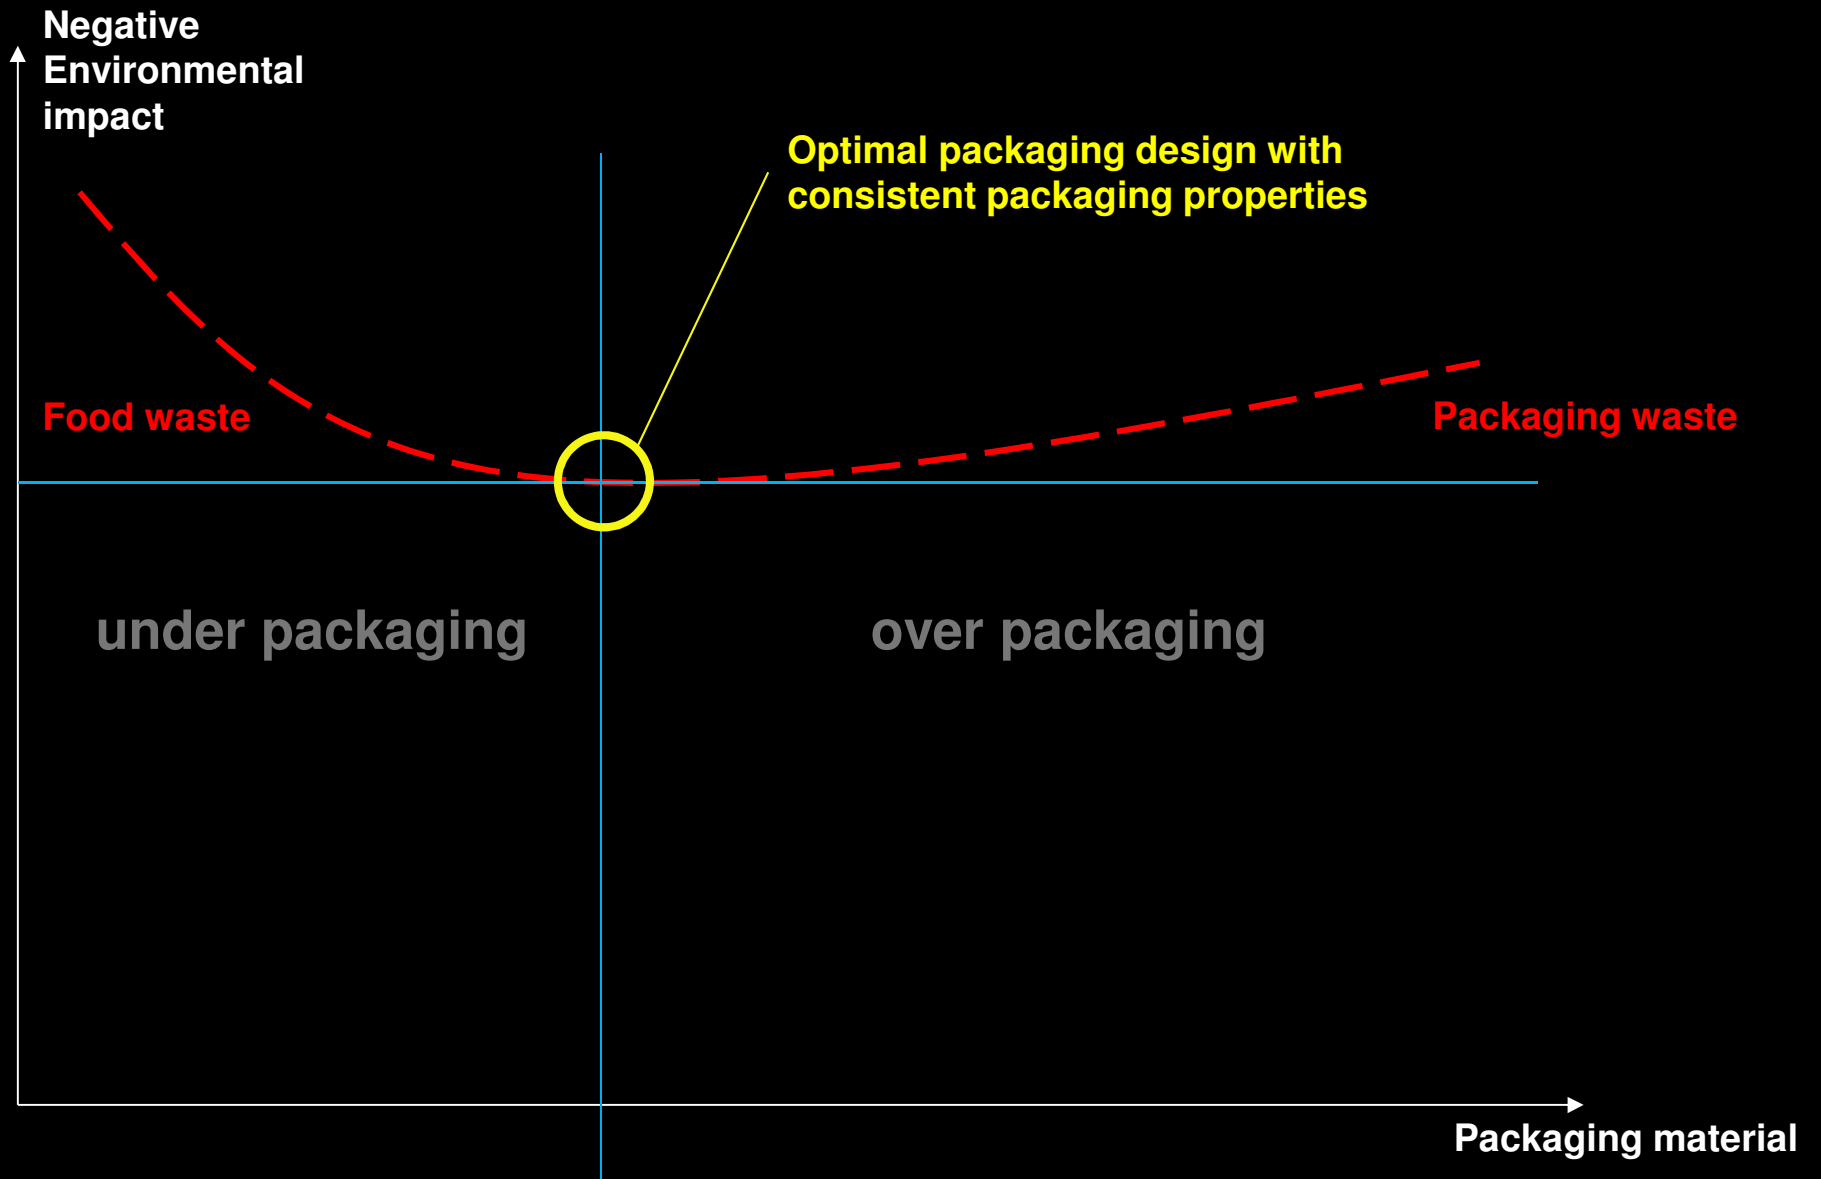 Negative
Environmental
impact
Optimal packaging design with
consistent packaging properties
Food waste
Packaging waste
under packaging
over packaging
Packaging material